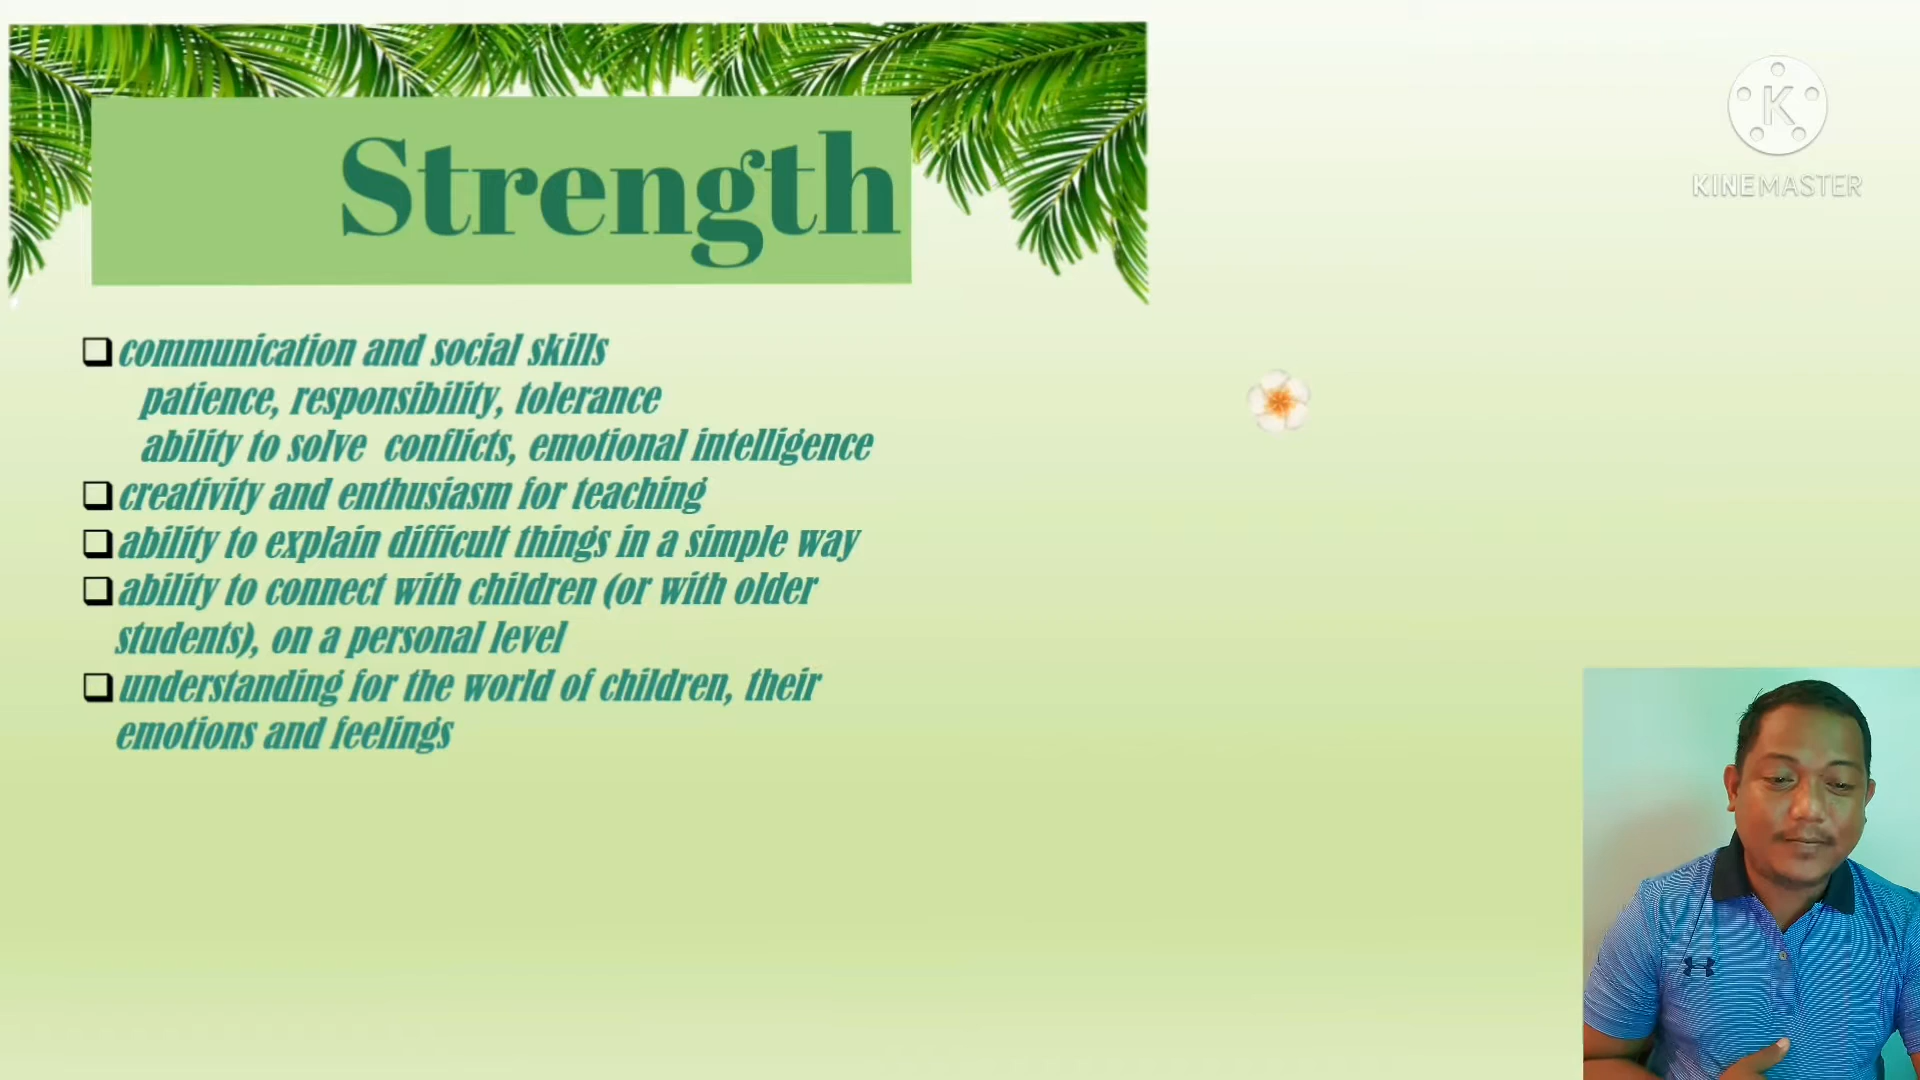 Strength
communication and social skills
patience, responsibility, tolerance
ability to solve conflicts, emotional intelligence
creativity and enthusiasm for teaching
ability to explain difficult things in a simple way
ability to connect with children (or with older
students), on a personal level
understanding for the world of children, their
emotions and feelings
K
KINEMASTER